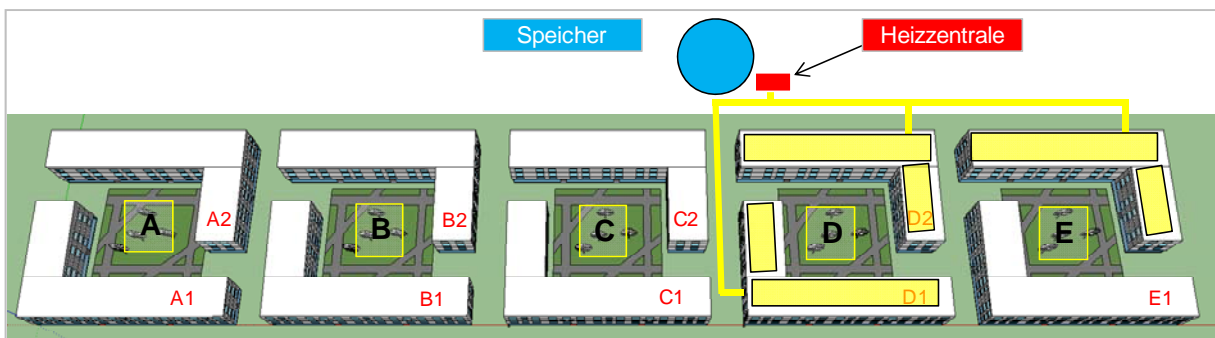 Speicher
Heizzentrale
A
A2
B
B2
C
C2
D
D2
E
A1
B1
C1
D1
E1